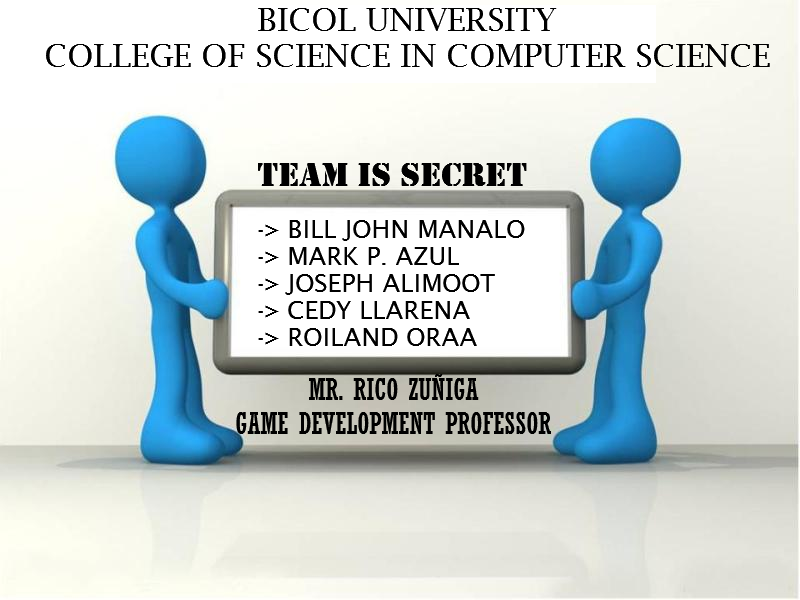 BICOL UNIVERSITY
COLLEGE OF SCIENCE IN COMPUTER SCIENCE
TEAM IS SECRET
-> BILL JOHN MANALO
-> MARK P. AZUL
-> JOSEPH ALIMOOT
-> CEDY LLARENA
-> ROILAND ORAA
MR. RICO ZUÑIGA
GAME DEVELOPMENT PROFESSOR